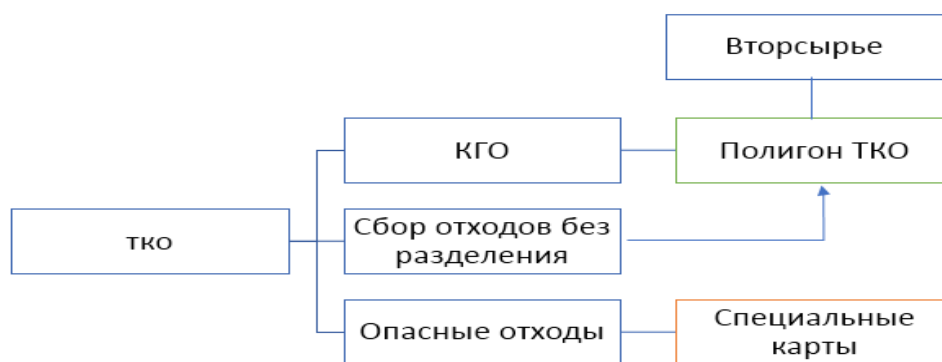 Вторсырье
КГО
Полигон ТКО
тко
Сбор отходов без
разделения
Опасные отходы
Специальные
карты